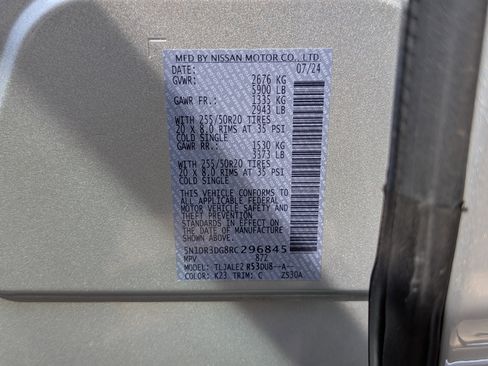 MFD BY NISSAN MOTOR CO., LTD.
DATE: 07/24
GVWR: 2676 KG
5900 LB
GAWR FR.: 1335 KG
2943 LB
WITH 255/50R20 TIRES
20 X 8.0 RIMS AT 35 PSI
COLD SINGLE
GAWR RR.: 1530 KG
3373 LB
WITH 255/50R20 TIRES
20 X 8.0 RIMS AT 35 PSI
COLD SINGLE
THIS VEHICLE CONFORMS TO
ALL APPLICABLE FEDERAL
MOTOR VEHICLE SAFETY AND
THEFT PREVENTION
STANDARDS IN EFFECT ON
THE DATE OF MANUFACTURE
SHOWN ABOVE.
5N1DR3DG8RC296845
MPV 872
MODEL: TLJALEZ R53DU8--A--
COLOR: K23 TRIM: C Z530A